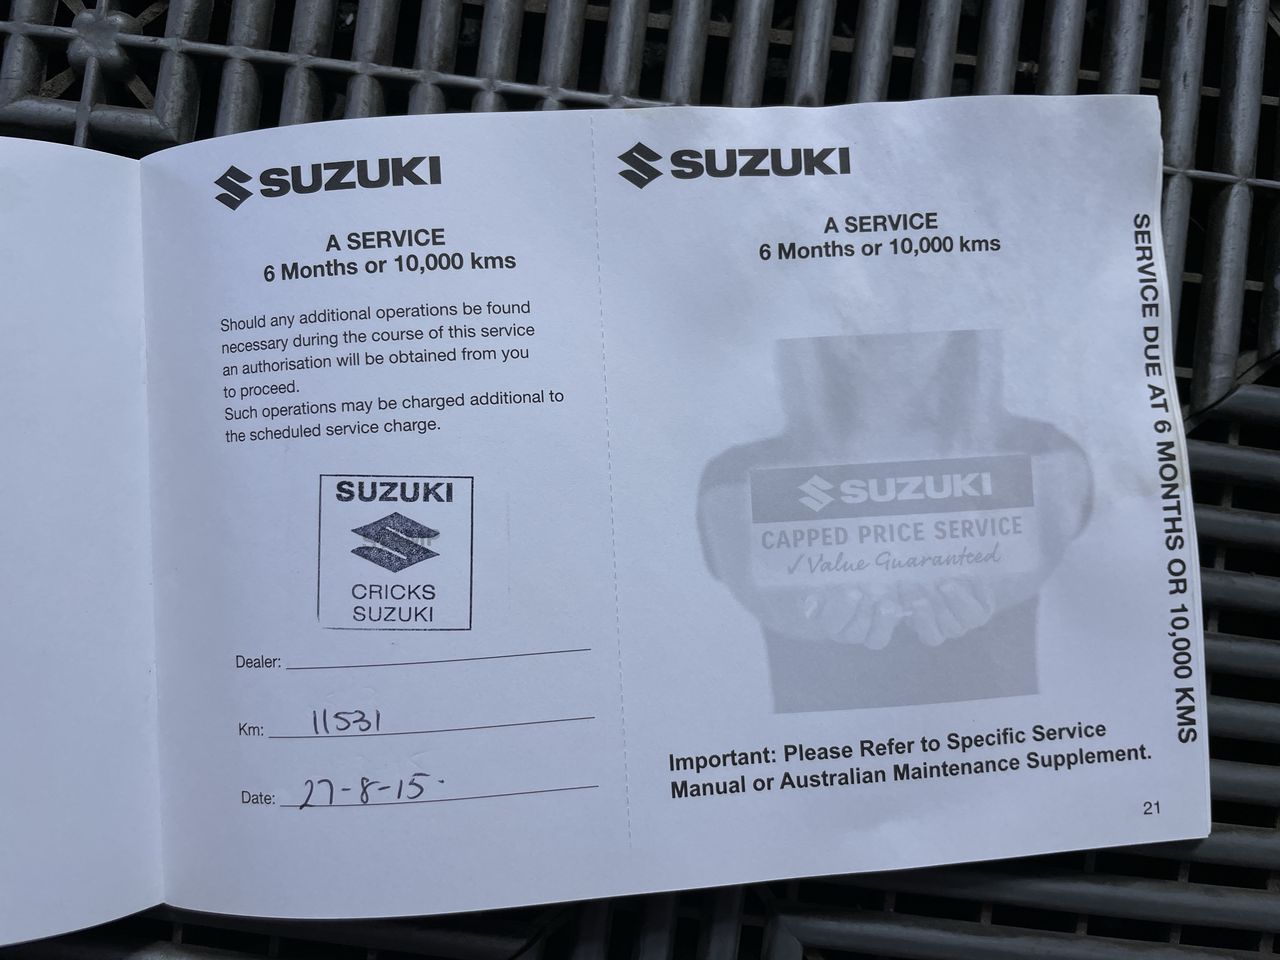 SUZUKI
A SERVICE
6 Months or 10,000 kms
Should any additional operations be found
necessary during the course of this service
an authorisation will be obtained from you
to proceed.
Such operations may be charged additional to
the scheduled service charge.
SUZUKI
CRICKS
SUZUKI
Dealer:
Km: 11531
Date: 27-8-15
SUZUKI
A SERVICE
6 Months or 10,000 kms
SUZUKI
CAPPED PRICE SERVICE
✓ Value Guaranteed
Important: Please Refer to Specific Service
Manual or Australian Maintenance Supplement.
21
SERVICE DUE AT 6 MONTHS OR 10,000 KMS